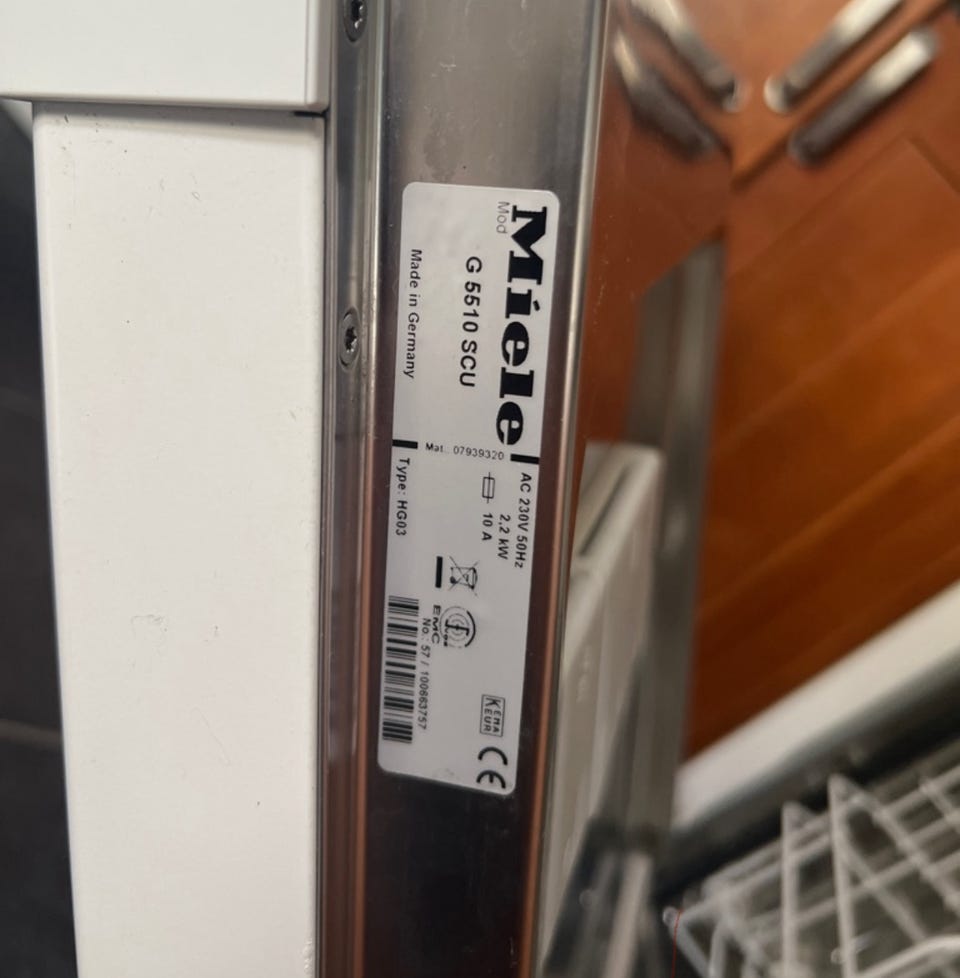 Miele
Mod
G 5510 SCU
Made in Germany
Mat.. 07939320
AC 230V 50Hz
2,2 kW
10 A
Type: HG03
EMC
No.: 57 / 100663757
KEMA
KEUR
CE